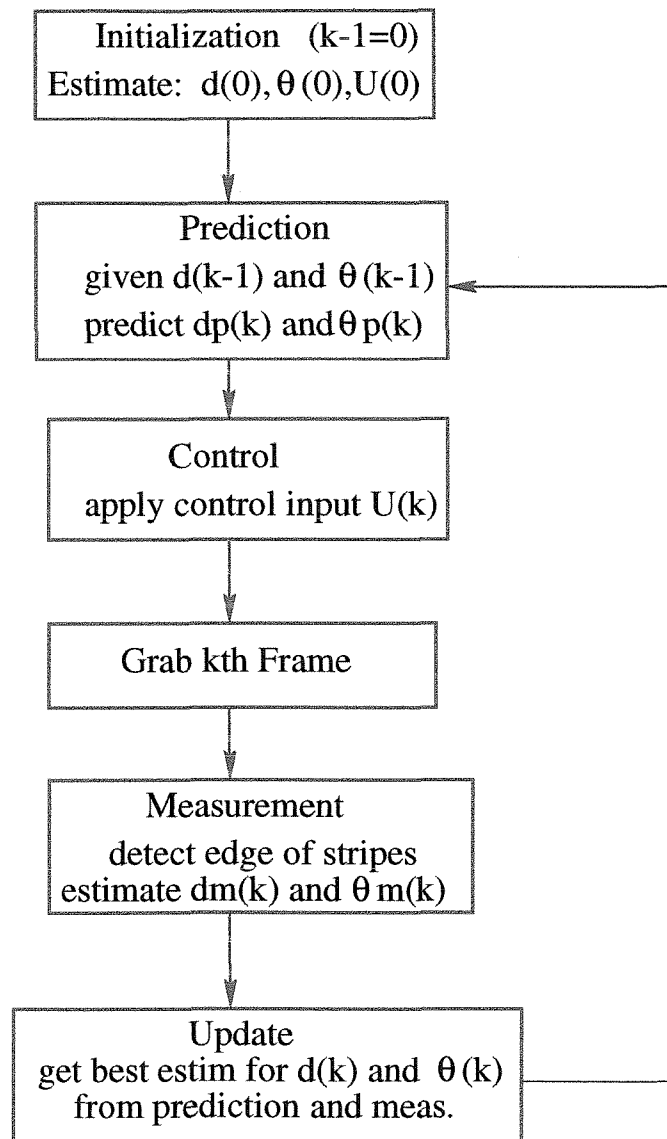 Initialization (k-1=0)
Estimate: d(0),θ(0),U(0)
Prediction
given d(k-1) and θ(k-1)
predict dp(k) and θp(k)
Control
apply control input U(k)
Grab kth Frame
Measurement
detect edge of stripes
estimate dm(k) and θm(k)
Update
get best estim for d(k) and θ(k)
from prediction and meas.